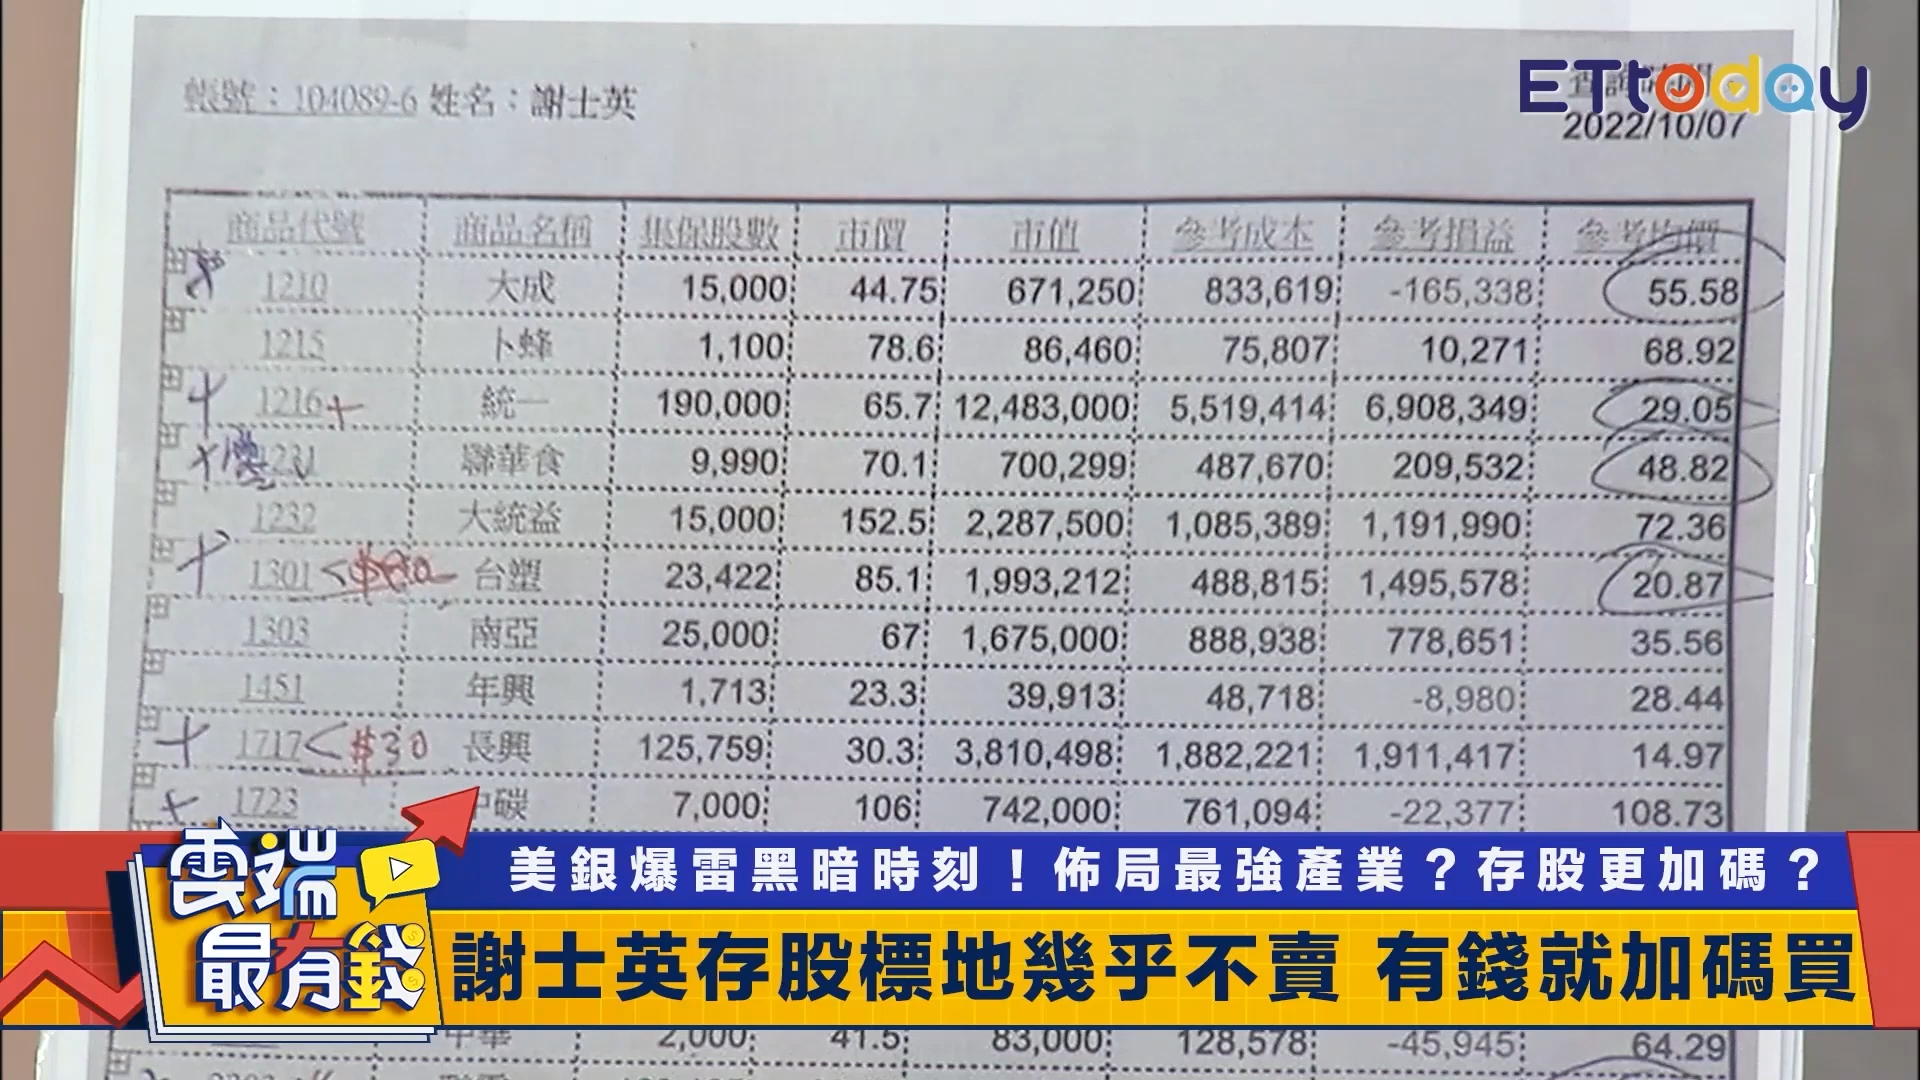 ETtoday
帳號：104089-6 姓名：謝士英
2022/10/07
商品代號 商品名稱 集保股數 市價 市值 參考成本 參考損益 參考均價
1210 大成 15,000 44.75 671,250 833,619 -165,338 55.58
1215 卜蜂 1,100 78.6 86,460 75,807 10,271 68.92
1216 + 統一 190,000 65.7 12,483,000 5,519,414 6,908,349 29.05
1231 聯華食 9,990 70.1 700,299 487,670 209,532 48.82
1232 大統益 15,000 152.5 2,287,500 1,085,389 1,191,990 72.36
1301 <$80 台塑 23,422 85.1 1,993,212 488,815 1,495,578 20.87
1303 南亞 25,000 67 1,675,000 888,938 778,651 35.56
1451 年興 1,713 23.3 39,913 48,718 -8,980 28.44
+ 1717 <$30 長興 125,759 30.3 3,810,498 1,882,221 1,911,417 14.97
1723 中碳 7,000 106 742,000 761,094 -22,377 108.73
雲端最有錢
美銀爆雷黑暗時刻！佈局最強產業？存股更加碼？
謝士英存股標地幾乎不賣 有錢就加碼買
中華 2,000 41.5 83,000 128,578 -45,945 64.29